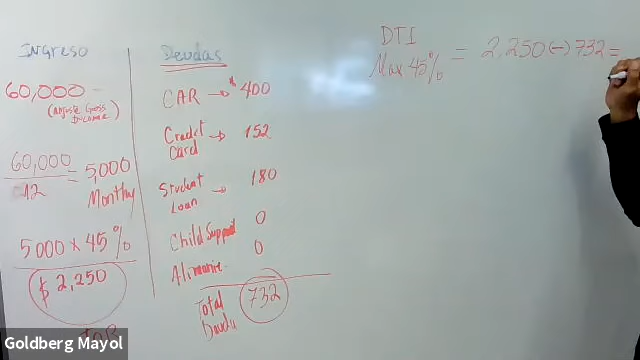 Ingreso
60,000
(Adjuste Gross
Income)
60,000
12
= 5,000
Monthly
5000 x 45%
$ 2,250
Deudas
CAR → 400
Credit
Card → 152
Student
Loan → 180
Child Support 0
Alimonie 0
Total
732
DTI
Max 45% = 2,250 (-) 732 =
Goldberg Mayol